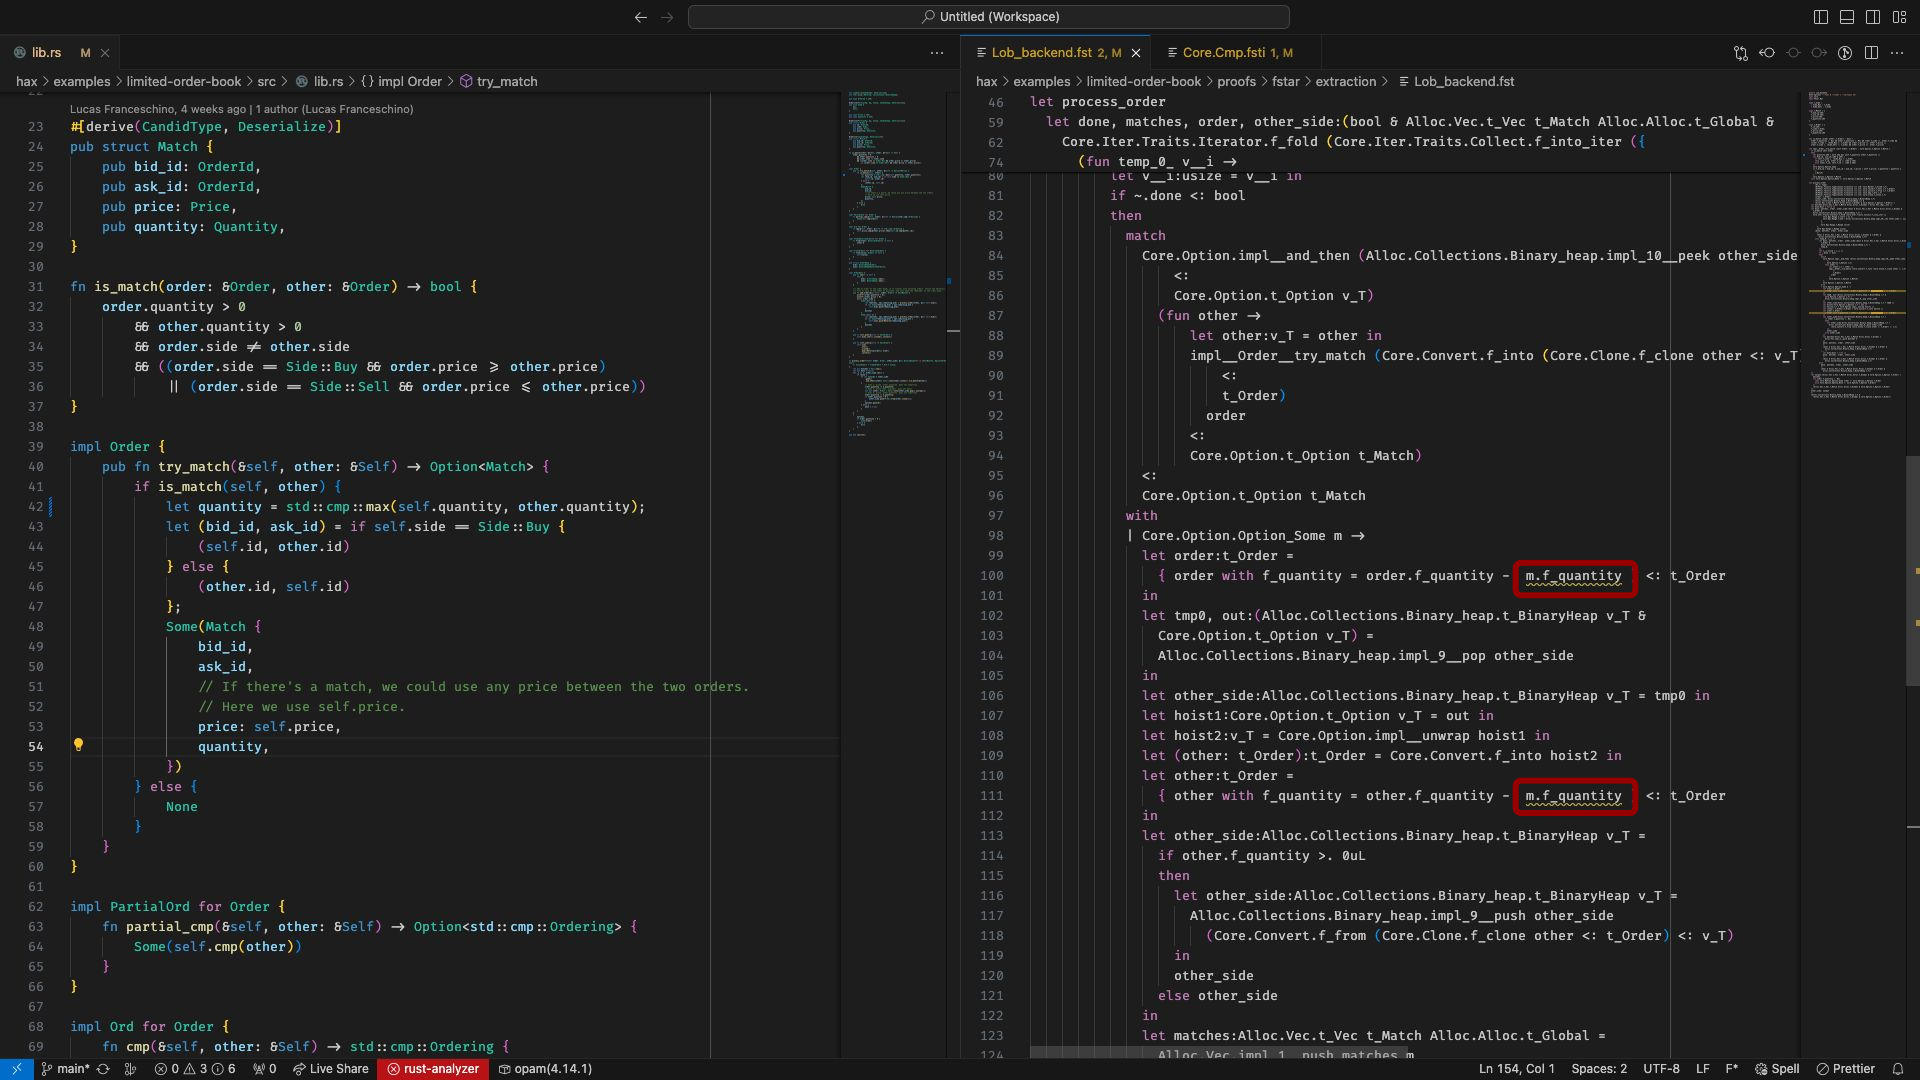 Untitled (Workspace)
lib.rs M
hax > examples > limited-order-book > src > lib.rs > {} impl Order > try_match
22
Lucas Franceschino, 4 weeks ago | 1 author (Lucas Franceschino)
23 #[derive(CandidType, Deserialize)]
24 pub struct Match {
25 pub bid_id: OrderId,
26 pub ask_id: OrderId,
27 pub price: Price,
28 pub quantity: Quantity,
29 }
30
31 fn is_match(order: &Order, other: &Order) -> bool {
32 order.quantity > 0
33 && other.quantity > 0
34 && order.side != other.side
35 && ((order.side == Side::Buy && order.price >= other.price)
36 || (order.side == Side::Sell && order.price <= other.price))
37 }
38
39 impl Order {
40 pub fn try_match(&self, other: &Self) -> Option<Match> {
41 if is_match(self, other) {
42 let quantity = std::cmp::max(self.quantity, other.quantity);
43 let (bid_id, ask_id) = if self.side == Side::Buy {
44 (self.id, other.id)
45 } else {
46 (other.id, self.id)
47 };
48 Some(Match {
49 bid_id,
50 ask_id,
51 // If there's a match, we could use any price between the two orders.
52 // Here we use self.price.
53 price: self.price,
54 quantity,
55 })
56 } else {
57 None
58 }
59 }
60 }
61
62 impl PartialOrd for Order {
63 fn partial_cmp(&self, other: &Self) -> Option<std::cmp::Ordering> {
64 Some(self.cmp(other))
65 }
66 }
67
68 impl Ord for Order {
69 fn cmp(&self, other: &Self) -> std::cmp::Ordering {
Lob_backend.fst 2, M
Core.Cmp.fsti 1, M
hax > examples > limited-order-book > proofs > fstar > extraction > Lob_backend.fst
46 let process_order
59 let done, matches, order, other_side:(bool & Alloc.Vec.t_Vec t_Match Alloc.Alloc.t_Global &
62 Core.Iter.Traits.Iterator.f_fold (Core.Iter.Traits.Collect.f_into_iter ({
74 (fun temp_0_ v__i ->
80 let v__i:usize = v__i in
81 if ~.done <: bool
82 then
83 match
84 Core.Option.impl__and_then (Alloc.Collections.Binary_heap.impl_10__peek other_side
85 <:
86 Core.Option.t_Option v_T)
87 (fun other ->
88 let other:v_T = other in
89 impl__Order__try_match (Core.Convert.f_into (Core.Clone.f_clone other <: v_T
90 <:
91 t_Order)
92 order
93 <:
94 Core.Option.t_Option t_Match)
95 <:
96 Core.Option.t_Option t_Match
97 with
98 | Core.Option.Option_Some m ->
99 let order:t_Order =
100 { order with f_quantity = order.f_quantity - m.f_quantity <: t_Order
101 in
102 let tmp0, out:(Alloc.Collections.Binary_heap.t_BinaryHeap v_T &
103 Core.Option.t_Option v_T) =
104 Alloc.Collections.Binary_heap.impl_9__pop other_side
105 in
106 let other_side:Alloc.Collections.Binary_heap.t_BinaryHeap v_T = tmp0 in
107 let hoist1:Core.Option.t_Option v_T = out in
108 let hoist2:v_T = Core.Option.impl__unwrap hoist1 in
109 let (other: t_Order):t_Order = Core.Convert.f_into hoist2 in
110 let other:t_Order =
111 { other with f_quantity = other.f_quantity - m.f_quantity <: t_Order
112 in
113 let other_side:Alloc.Collections.Binary_heap.t_BinaryHeap v_T =
114 if other.f_quantity >. 0uL
115 then
116 let other_side:Alloc.Collections.Binary_heap.t_BinaryHeap v_T =
117 Alloc.Collections.Binary_heap.impl_9__push other_side
118 (Core.Convert.f_from (Core.Clone.f_clone other <: t_Order) <: v_T)
119 in
120 other_side
121 else other_side
122 in
123 let matches:Alloc.Vec.t_Vec t_Match Alloc.Alloc.t_Global =
124 Alloc.Vec.impl_1__push matches m
main* 0 3 6 0 Live Share rust-analyzer opam(4.14.1) Ln 154, Col 1 Spaces: 2 UTF-8 LF F* Spell Prettier